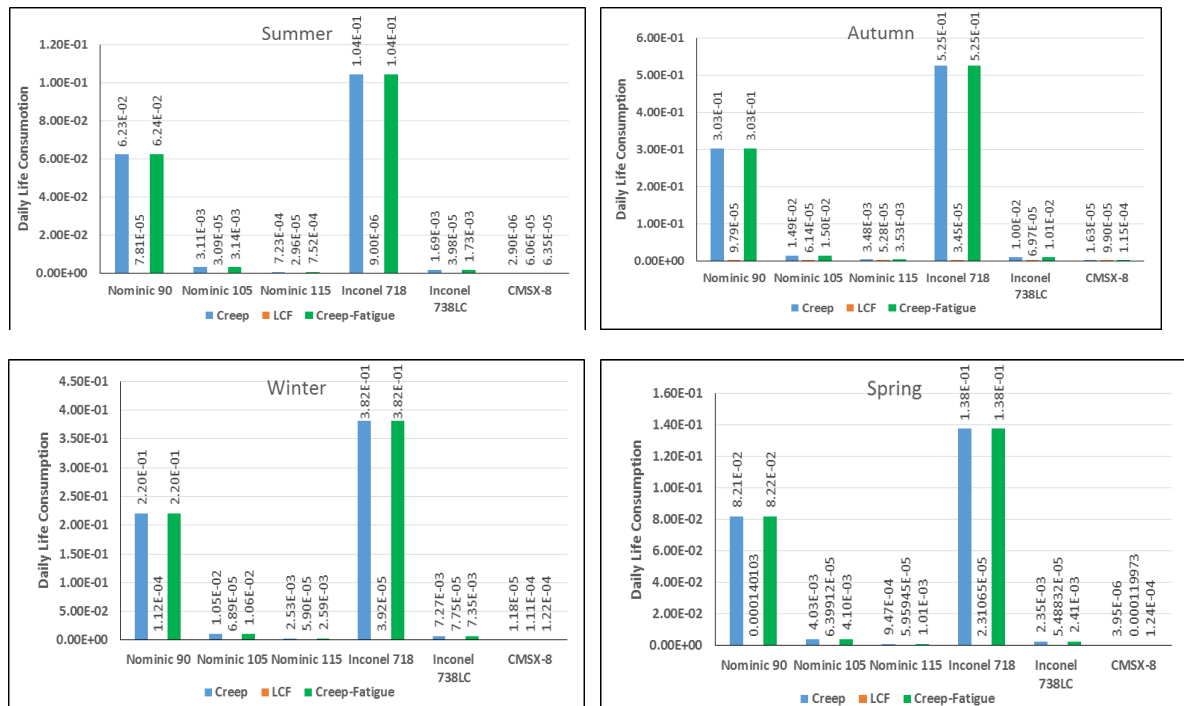 Summer
Daily Life Consumotion
1.20E-01
1.00E-01
8.00E-02
6.00E-02
4.00E-02
2.00E-02
0.00E+00
6.23E-02
7.81E-05
6.24E-02
3.11E-03
3.09E-05
3.14E-03
7.23E-04
2.96E-05
7.52E-04
1.04E-01
9.00E-06
1.04E-01
1.69E-03
3.98E-05
1.73E-03
2.90E-06
6.06E-05
6.35E-05
Nominic 90
Nominic 105
Nominic 115
Inconel 718
Inconel
738LC
CMSX-8
Creep
LCF
Creep-Fatigue
Autumn
Daily Life Consumption
6.00E-01
5.00E-01
4.00E-01
3.00E-01
2.00E-01
1.00E-01
0.00E+00
3.03E-01
9.79E-05
3.03E-01
1.49E-02
6.14E-05
1.50E-02
3.48E-03
5.28E-05
3.53E-03
5.25E-01
3.45E-05
5.25E-01
1.00E-02
6.97E-05
1.01E-02
1.63E-05
9.90E-05
1.15E-04
Nominic 90
Nominic 105
Nominic 115
Inconel 718
Inconel
738LC
CMSX-8
Creep
LCF
Creep-Fatigue
Winter
Daily Life Consumption
4.50E-01
4.00E-01
3.50E-01
3.00E-01
2.50E-01
2.00E-01
1.50E-01
1.00E-01
5.00E-02
0.00E+00
2.20E-01
1.12E-04
2.20E-01
1.05E-02
6.89E-05
1.06E-02
2.53E-03
5.90E-05
2.59E-03
3.82E-01
3.92E-05
3.82E-01
7.27E-03
7.75E-05
7.35E-03
1.18E-05
1.11E-04
1.22E-04
Nominic 90
Nominic 105
Nominic 115
Inconel 718
Inconel
738LC
CMSX-8
Creep
LCF
Creep-Fatigue
Spring
Daily Life Consumption
1.60E-01
1.40E-01
1.20E-01
1.00E-01
8.00E-02
6.00E-02
4.00E-02
2.00E-02
0.00E+00
8.21E-02
0.000140103
8.22E-02
4.03E-03
6.39912E-05
4.10E-03
9.47E-04
5.95945E-05
1.01E-03
1.38E-01
2.31065E-05
1.38E-01
2.35E-03
5.48832E-05
2.41E-03
3.95E-06
0.000119973
1.24E-04
Nominic 90
Nominic 105
Nominic 115
Inconel 718
Inconel
738LC
CMSX-8
Creep
LCF
Creep-Fatigue